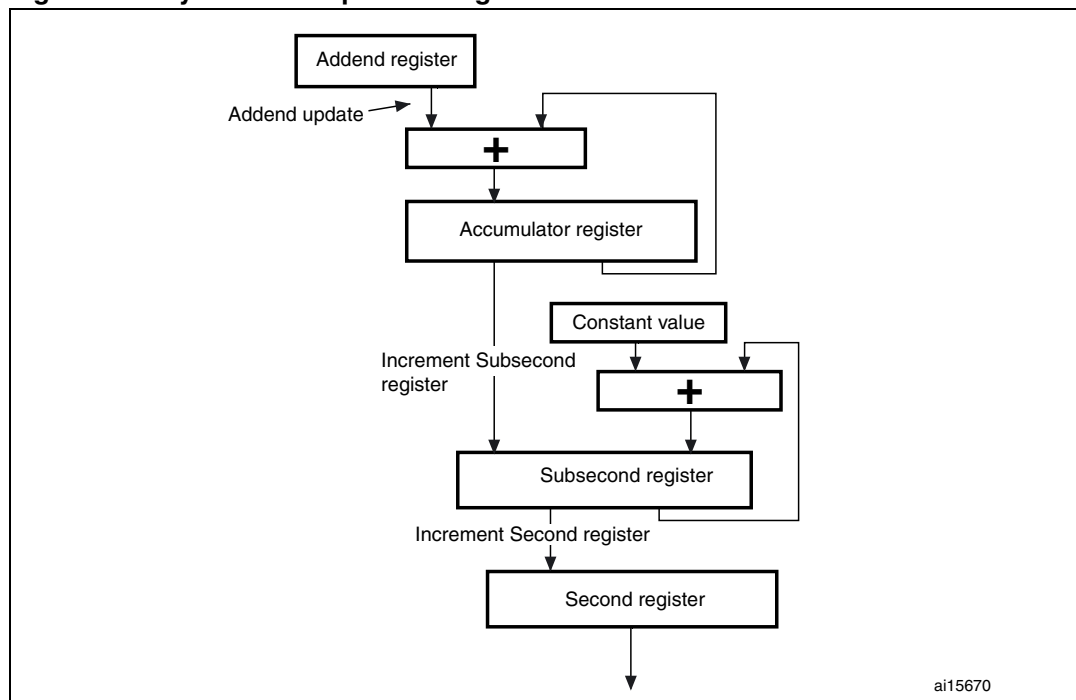 Addend register
Addend update
+
Accumulator register
Constant value
Increment Subsecond
register
+
Subsecond register
Increment Second register
Second register
ai15670